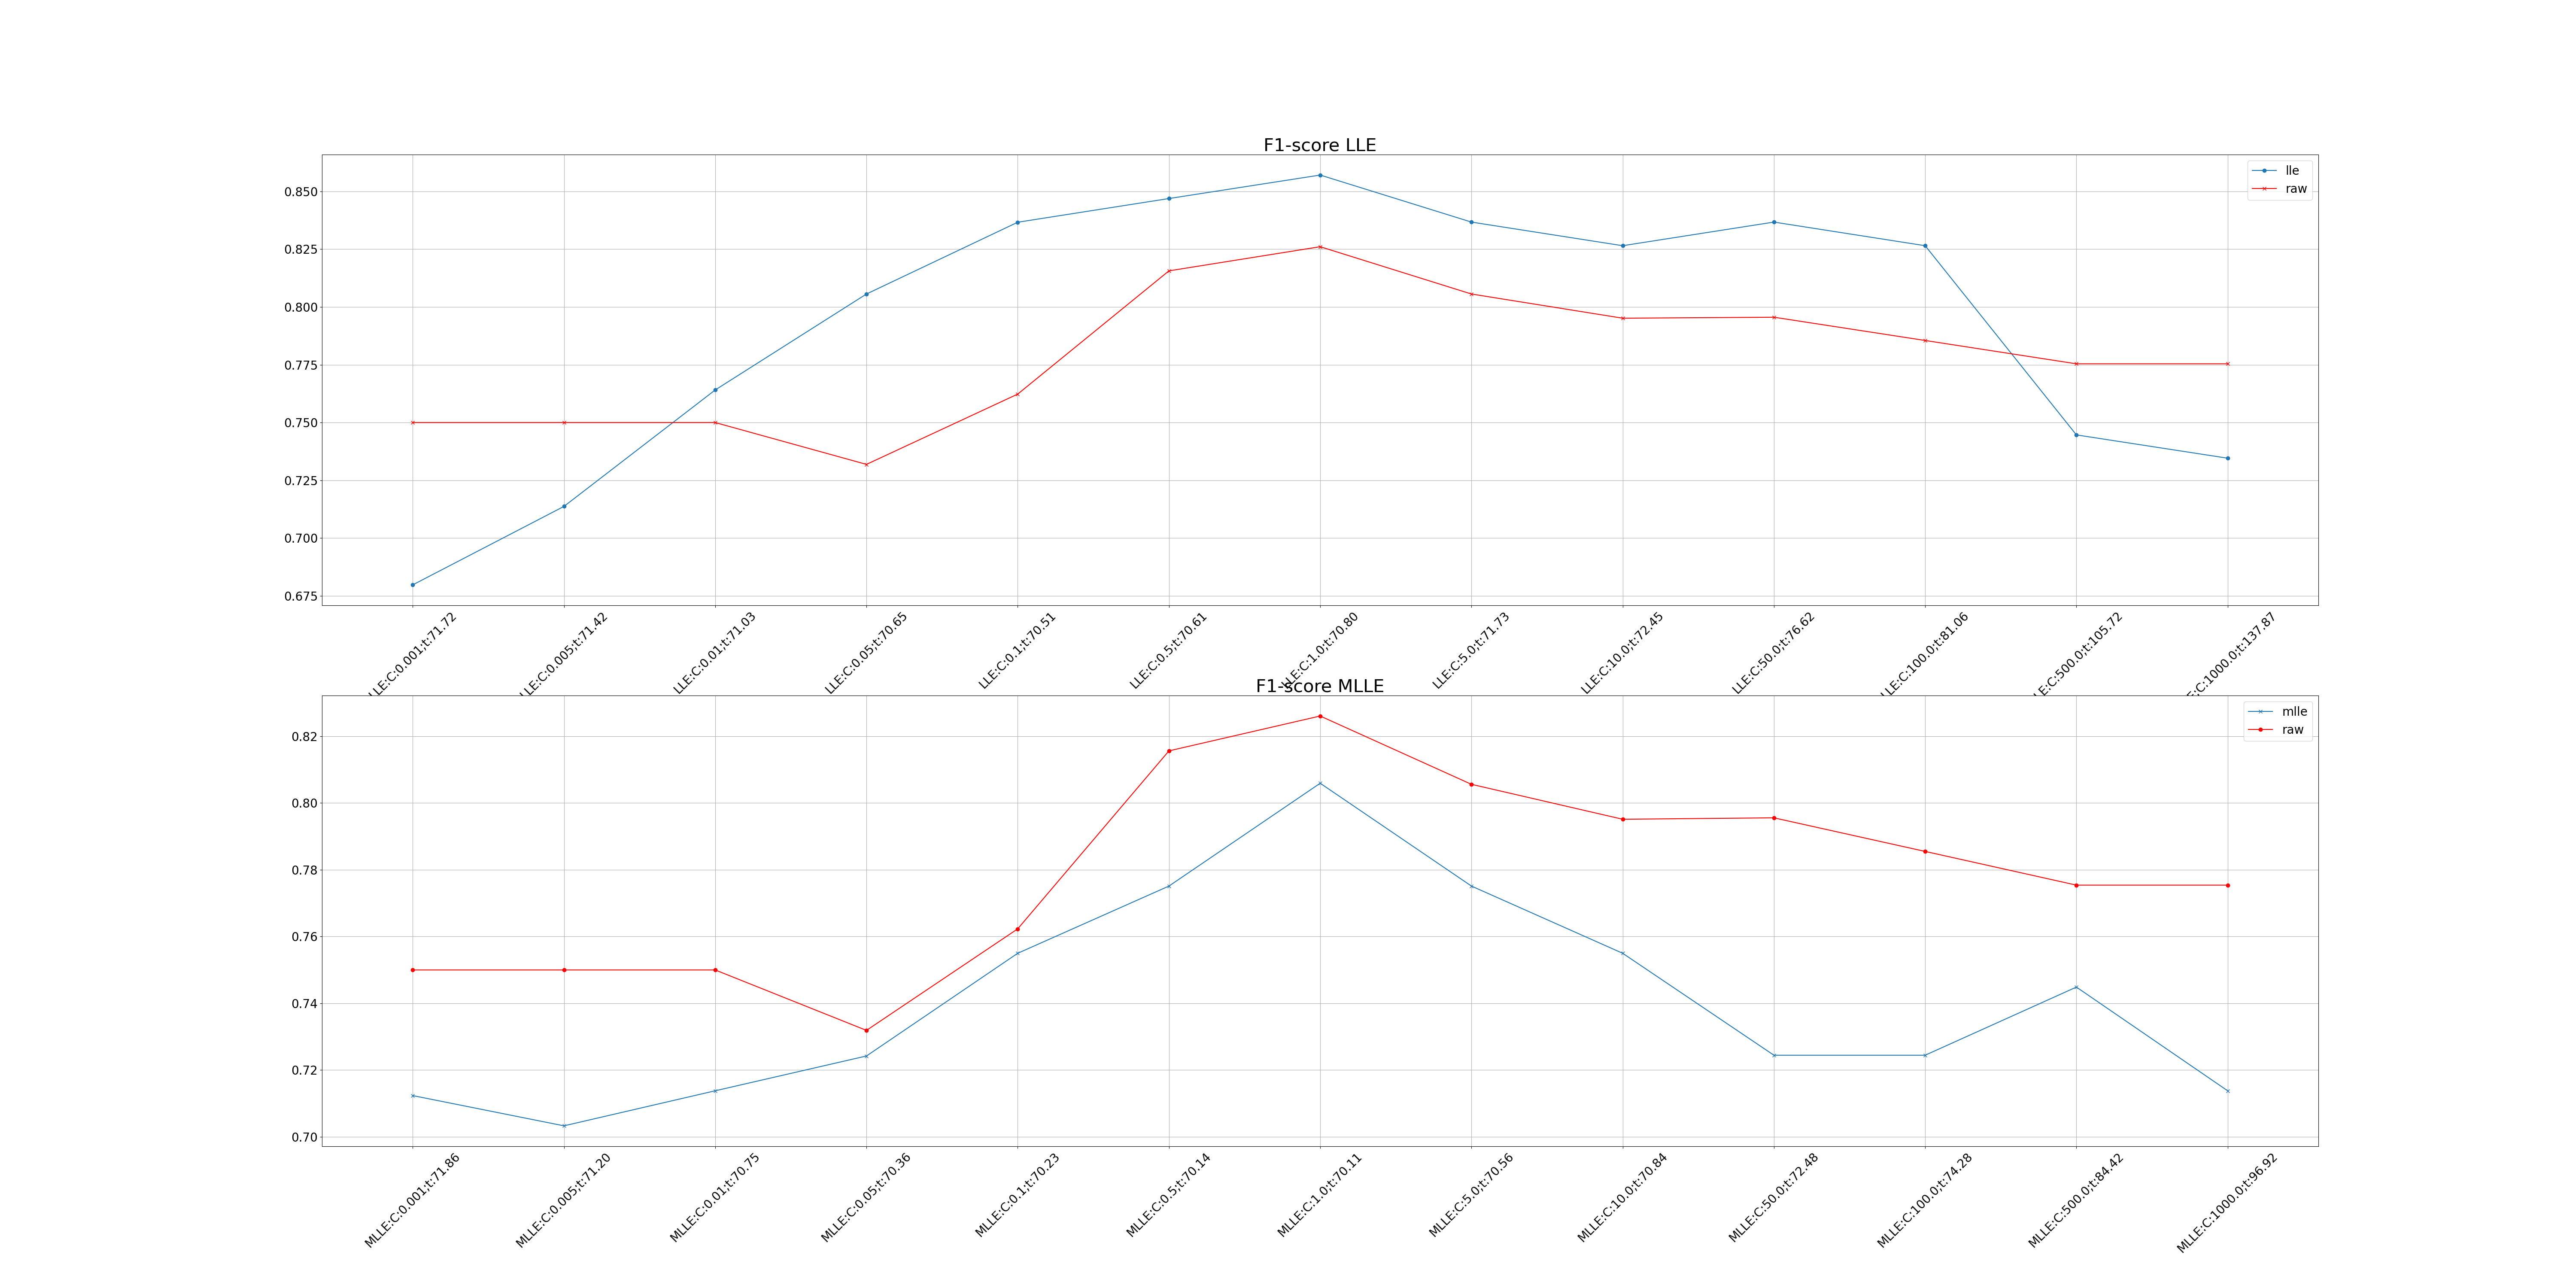 F1-score LLE
lle
raw
0.850
0.825
0.800
0.775
0.750
0.725
0.700
0.675
LLE:C:0.001;t:71.72
LLE:C:0.005;t:71.42
LLE:C:0.01;t:71.03
LLE:C:0.05;t:70.65
LLE:C:0.1;t:70.51
LLE:C:0.5;t:70.61
LLE:C:1.0;t:70.80
LLE:C:5.0;t:71.73
LLE:C:10.0;t:72.45
LLE:C:50.0;t:76.62
LLE:C:100.0;t:81.06
LE:C:500.0;t:105.72
E:C:1000.0;t:137.87
F1-score MLLE
mlle
raw
0.82
0.80
0.78
0.76
0.74
0.72
0.70
MLLE:C:0.001;t:71.86
MLLE:C:0.005;t:71.20
MLLE:C:0.01;t:70.75
MLLE:C:0.05;t:70.36
MLLE:C:0.1;t:70.23
MLLE:C:0.5;t:70.14
MLLE:C:1.0;t:70.11
MLLE:C:5.0;t:70.56
MLLE:C:10.0;t:70.84
MLLE:C:50.0;t:72.48
MLLE:C:100.0;t:74.28
MLLE:C:500.0;t:84.42
MLLE:C:1000.0;t:96.92